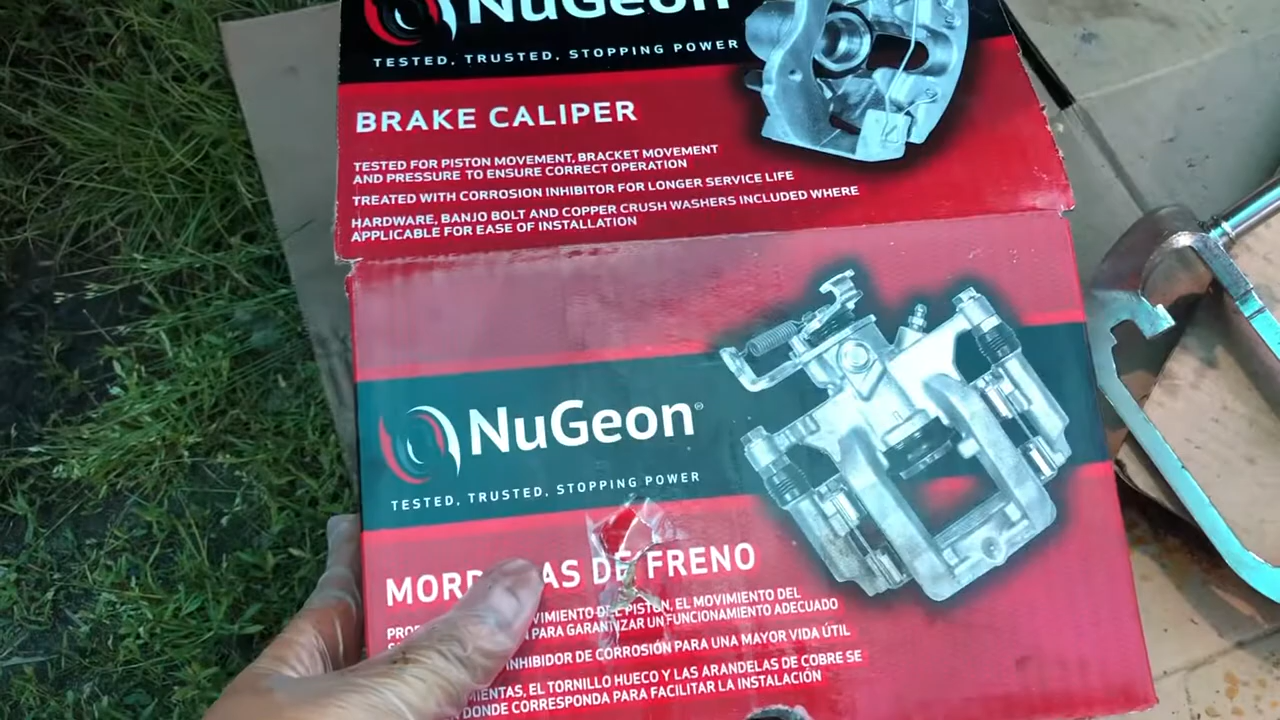 NuGeon
TESTED, TRUSTED, STOPPING POWER
BRAKE CALIPER
TESTED FOR PISTON MOVEMENT, BRACKET MOVEMENT
AND PRESSURE TO ENSURE CORRECT OPERATION
TREATED WITH CORROSION INHIBITOR FOR LONGER SERVICE LIFE
HARDWARE, BANJO BOLT AND COPPER CRUSH WASHERS INCLUDED WHERE
APPLICABLE FOR EASE OF INSTALLATION
NuGeon®
TESTED, TRUSTED, STOPPING POWER
DE FRENO
DEL PISTÓN, EL MOVIMIENTO DEL
PARA GARANTIZAR UN FUNCIONAMIENTO ADECUADO
INHIBIDOR DE CORROSIÓN PARA UNA MAYOR VIDA ÚTIL
EL TORNILLO HUECO Y LAS ARANDELAS DE COBRE SE
DONDE CORRESPONDA PARA FACILITAR LA INSTALACIÓN